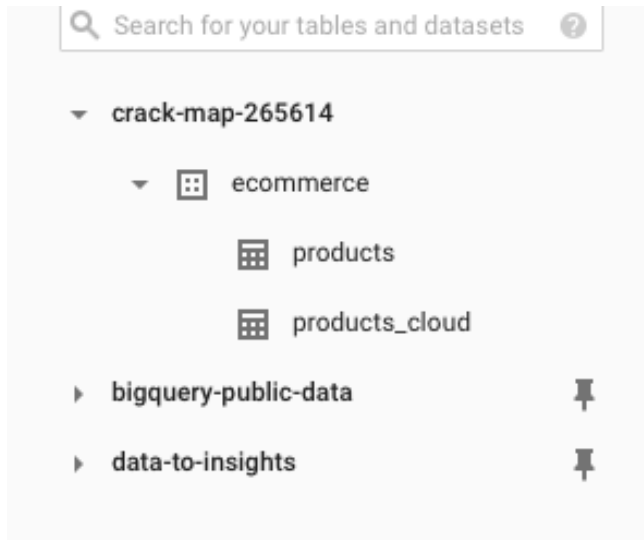 Search for your tables and datasets
crack-map-265614
ecommerce
products
products_cloud
bigquery-public-data
data-to-insights